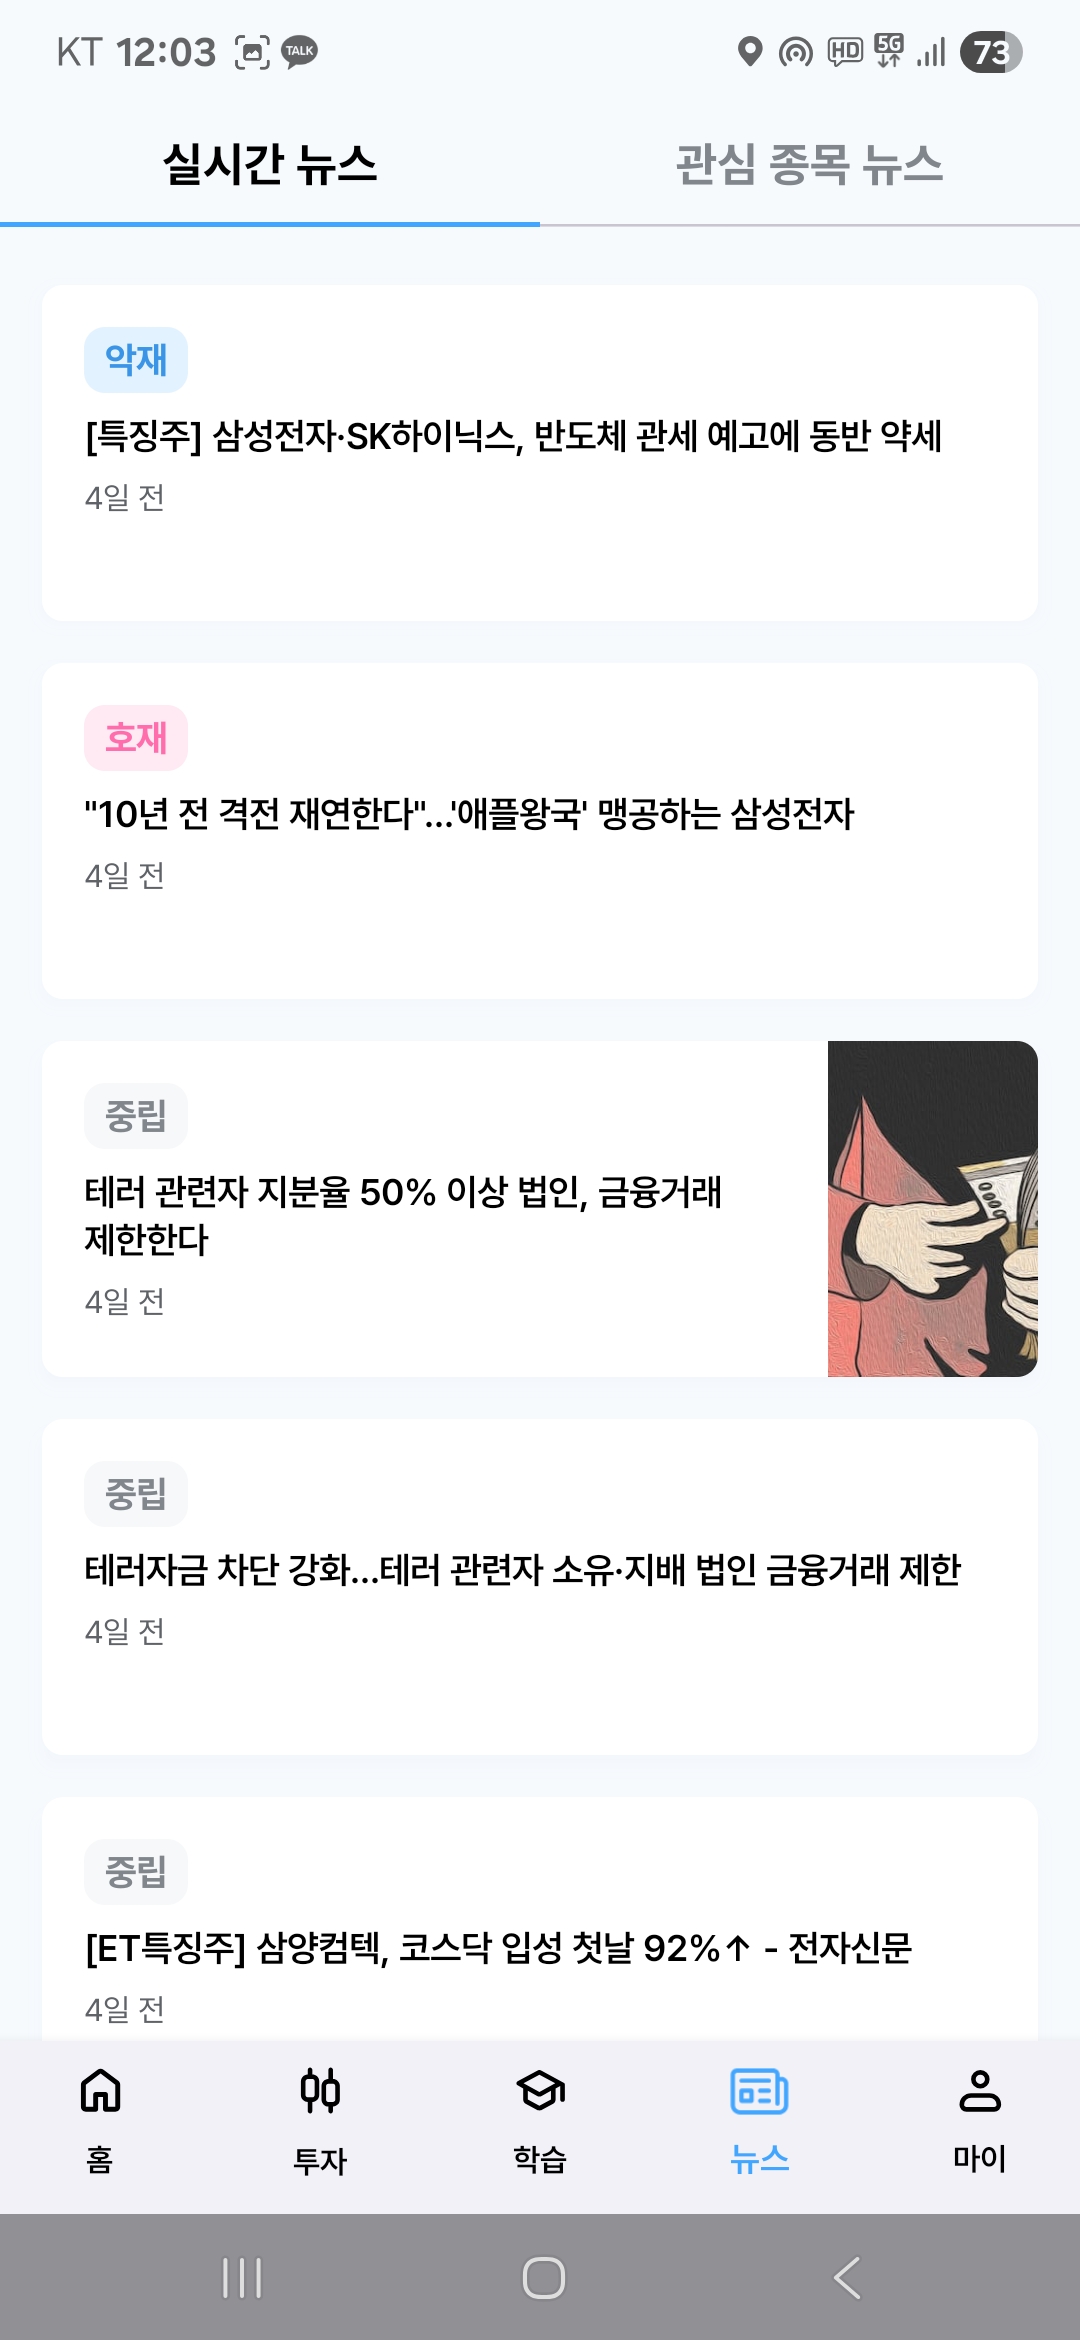 KT 12:03 TALK HD 5G 73
실시간 뉴스
관심 종목 뉴스
악재
[특징주] 삼성전자·SK하이닉스, 반도체 관세 예고에 동반 약세
4일 전
호재
"10년 전 격전 재연한다"...'애플왕국' 맹공하는 삼성전자
4일 전
중립
테러 관련자 지분율 50% 이상 법인, 금융거래
제한한다
4일 전
중립
테러자금 차단 강화...테러 관련자 소유·지배 법인 금융거래 제한
4일 전
중립
[ET특징주] 삼양컴텍, 코스닥 입성 첫날 92%↑ - 전자신문
4일 전
홈
투자
학습
뉴스
마이